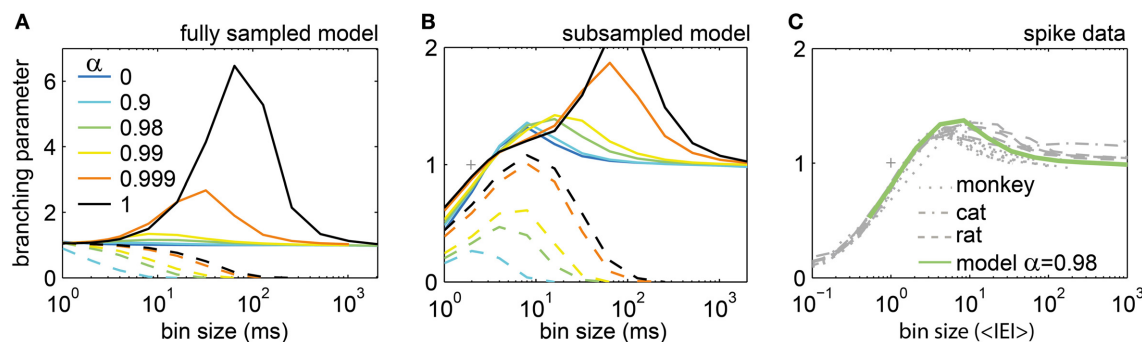 A
fully sampled model
branching parameter
6
4
2
0
α
0
0.9
0.98
0.99
0.999
1
10^0
10^1
10^2
10^3
bin size (ms)
B
subsampled model
2
1
0
10^0
10^1
10^2
10^3
bin size (ms)
C
spike data
2
1
0
monkey
cat
rat
model α=0.98
10^-1
10^0
10^1
10^2
10^3
bin size (<IEI>)